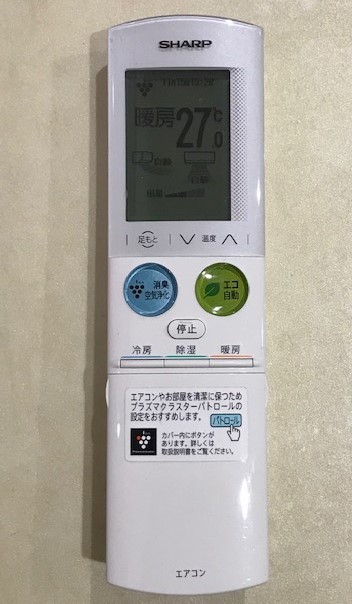 SHARP
暖房 27.0℃
自動
自動
風量
足もと 温度
消臭 エコ
空気浄化 自動
停止
冷房 除湿 暖房
エアコンやお部屋を清潔に保つため
プラズマクラスターパトロールの
設定をおすすめします。 パトロール
カバー内にボタンが
あります。詳しくは
取扱説明書をご覧ください。
エアコン